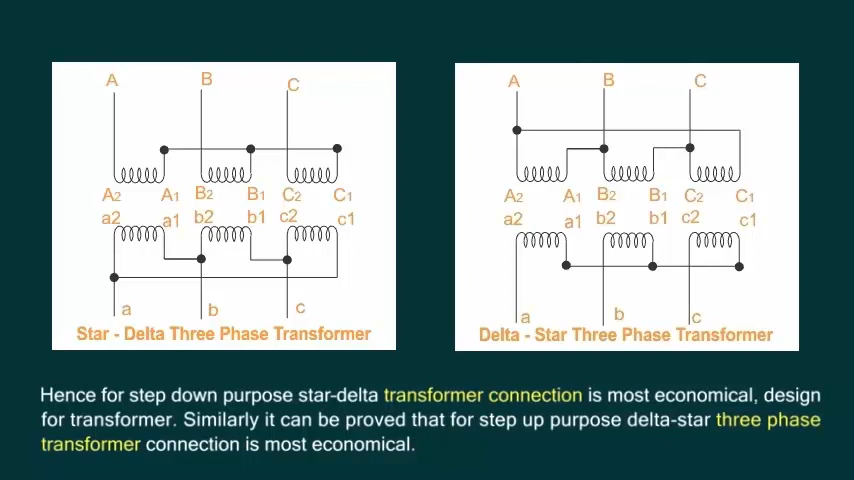 A B C
A2 A1 B2 B1 C2 C1
a2 a1 b2 b1 c2 c1
a b c
Star - Delta Three Phase Transformer
A B C
A2 A1 B2 B1 C2 C1
a2 a1 b2 b1 c2 c1
a b c
Delta - Star Three Phase Transformer
Hence for step down purpose star-delta transformer connection is most economical, design
for transformer. Similarly it can be proved that for step up purpose delta-star three phase
transformer connection is most economical.